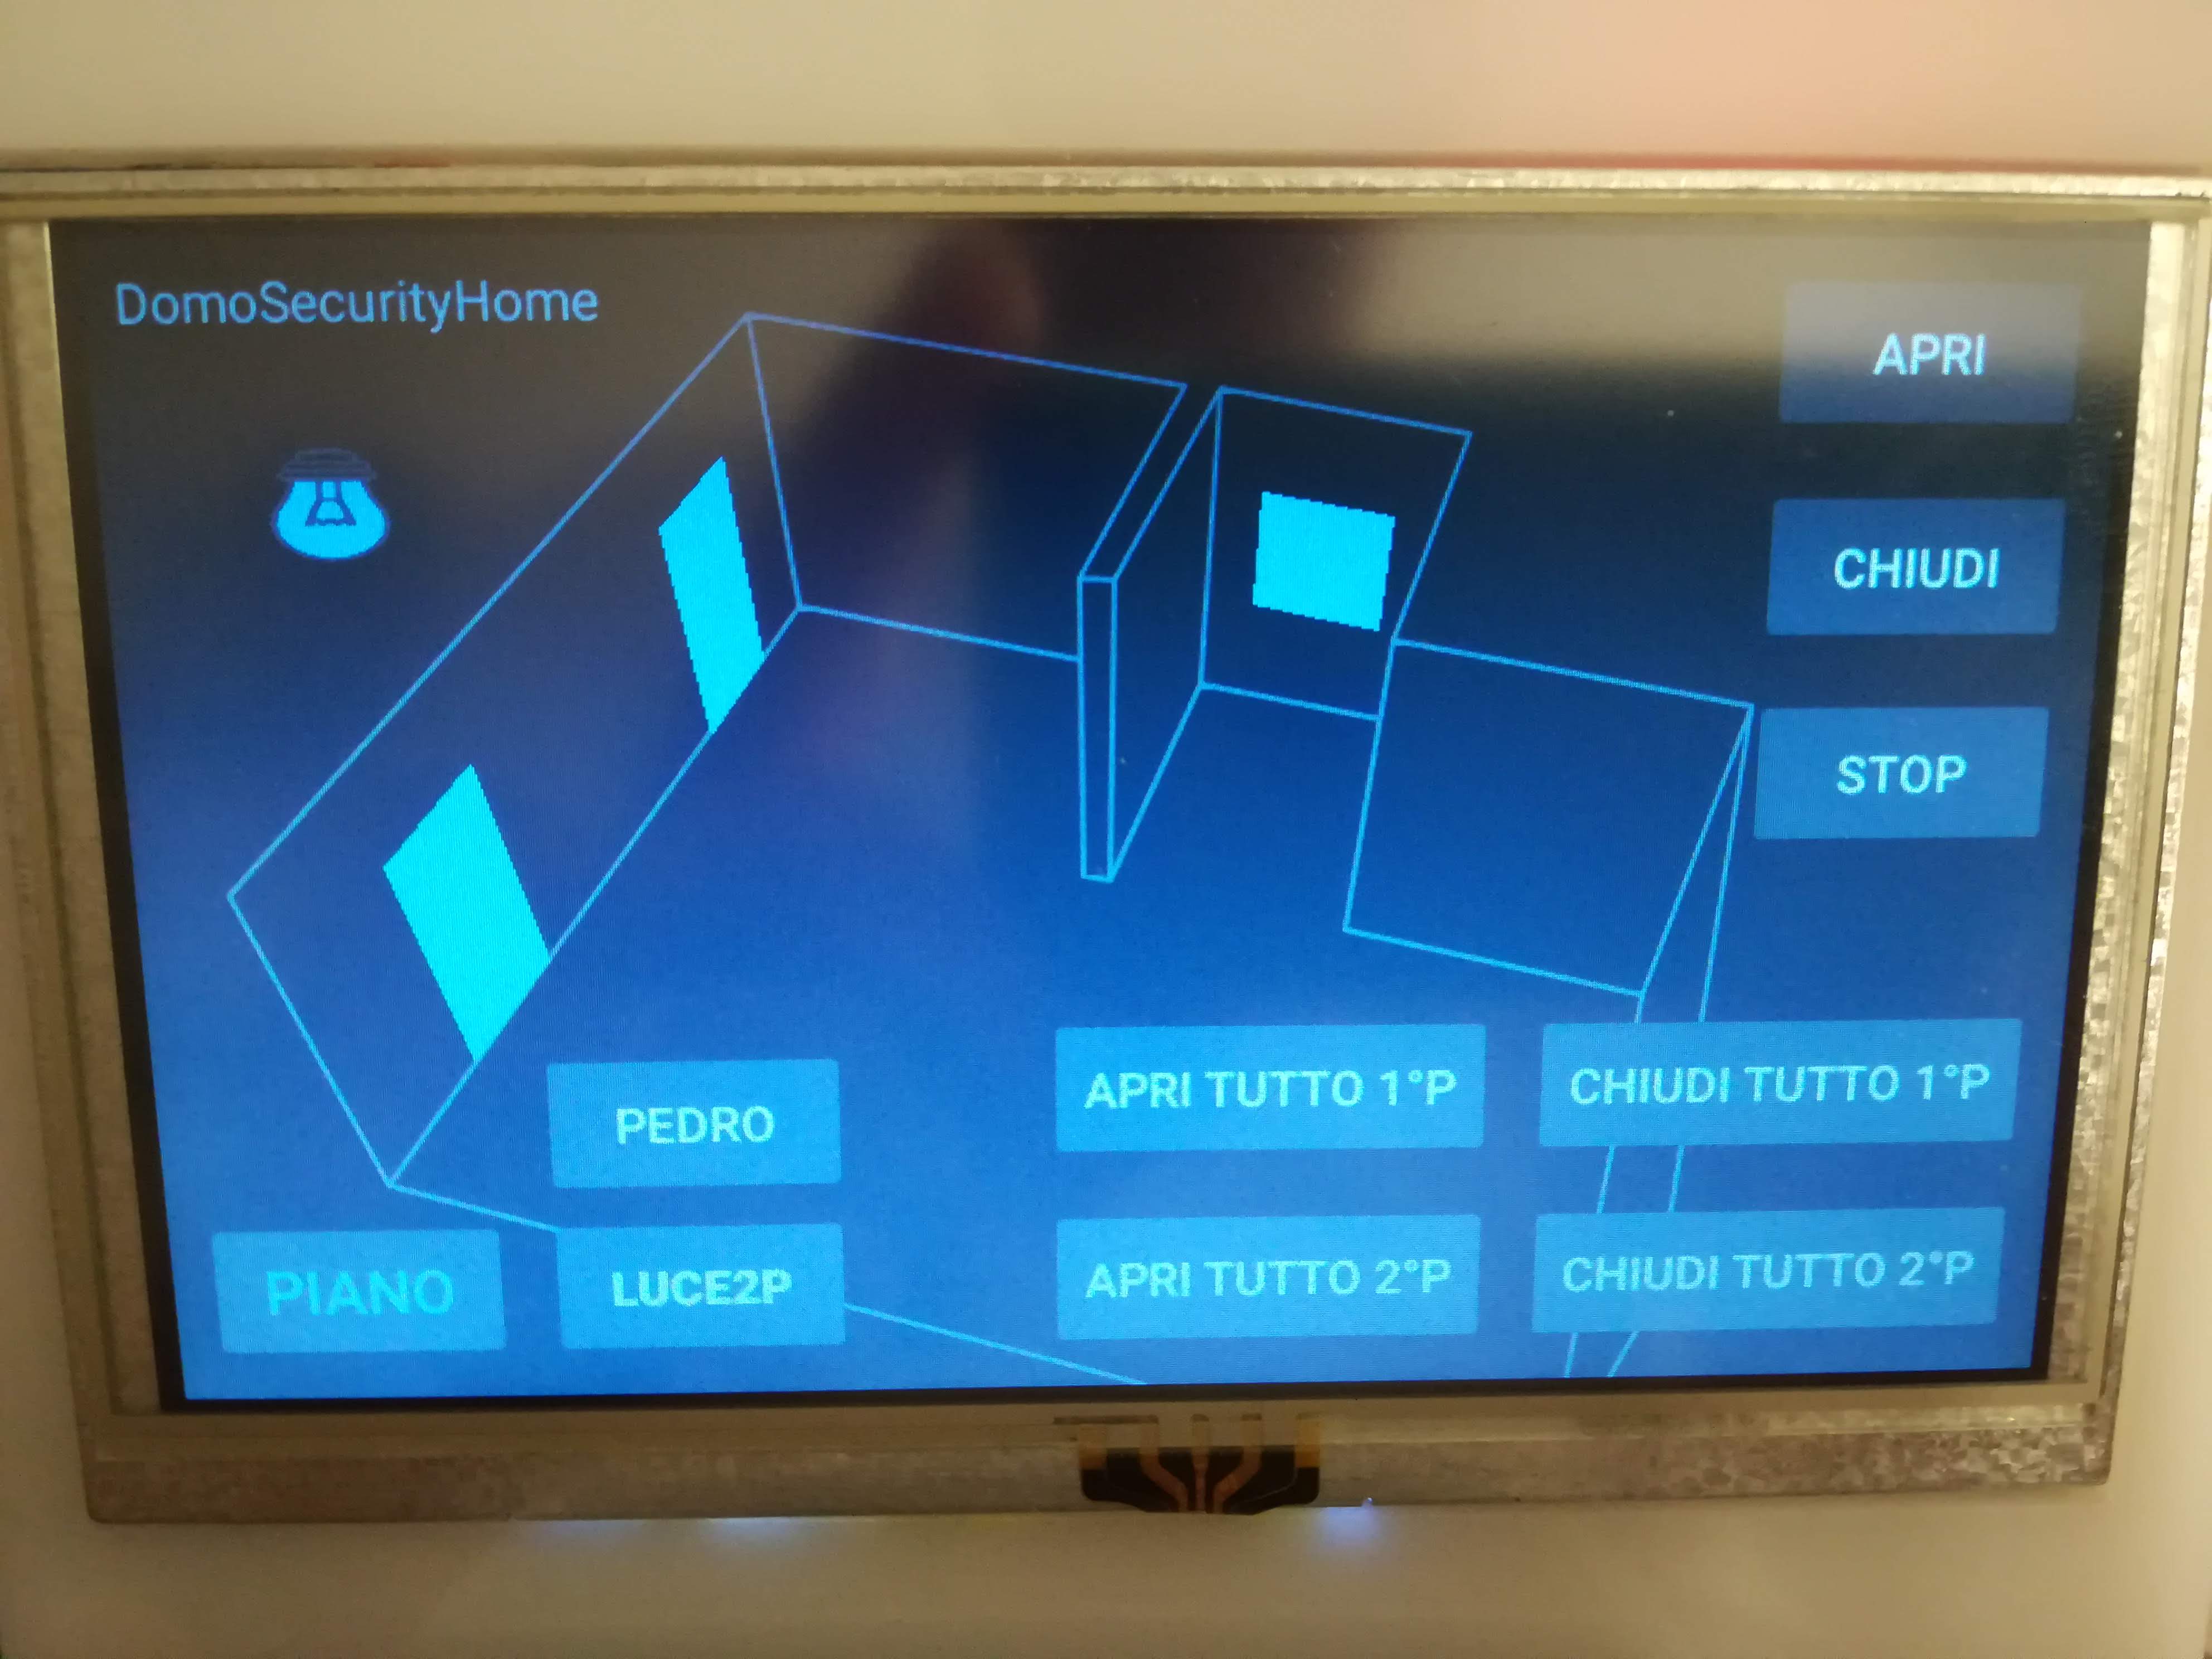 DomoSecurityHome
APRI
CHIUDI
STOP
PEDRO
APRI TUTTO 1°P
CHIUDI TUTTO 1°P
PIANO
LUCE2P
APRI TUTTO 2°P
CHIUDI TUTTO 2°P